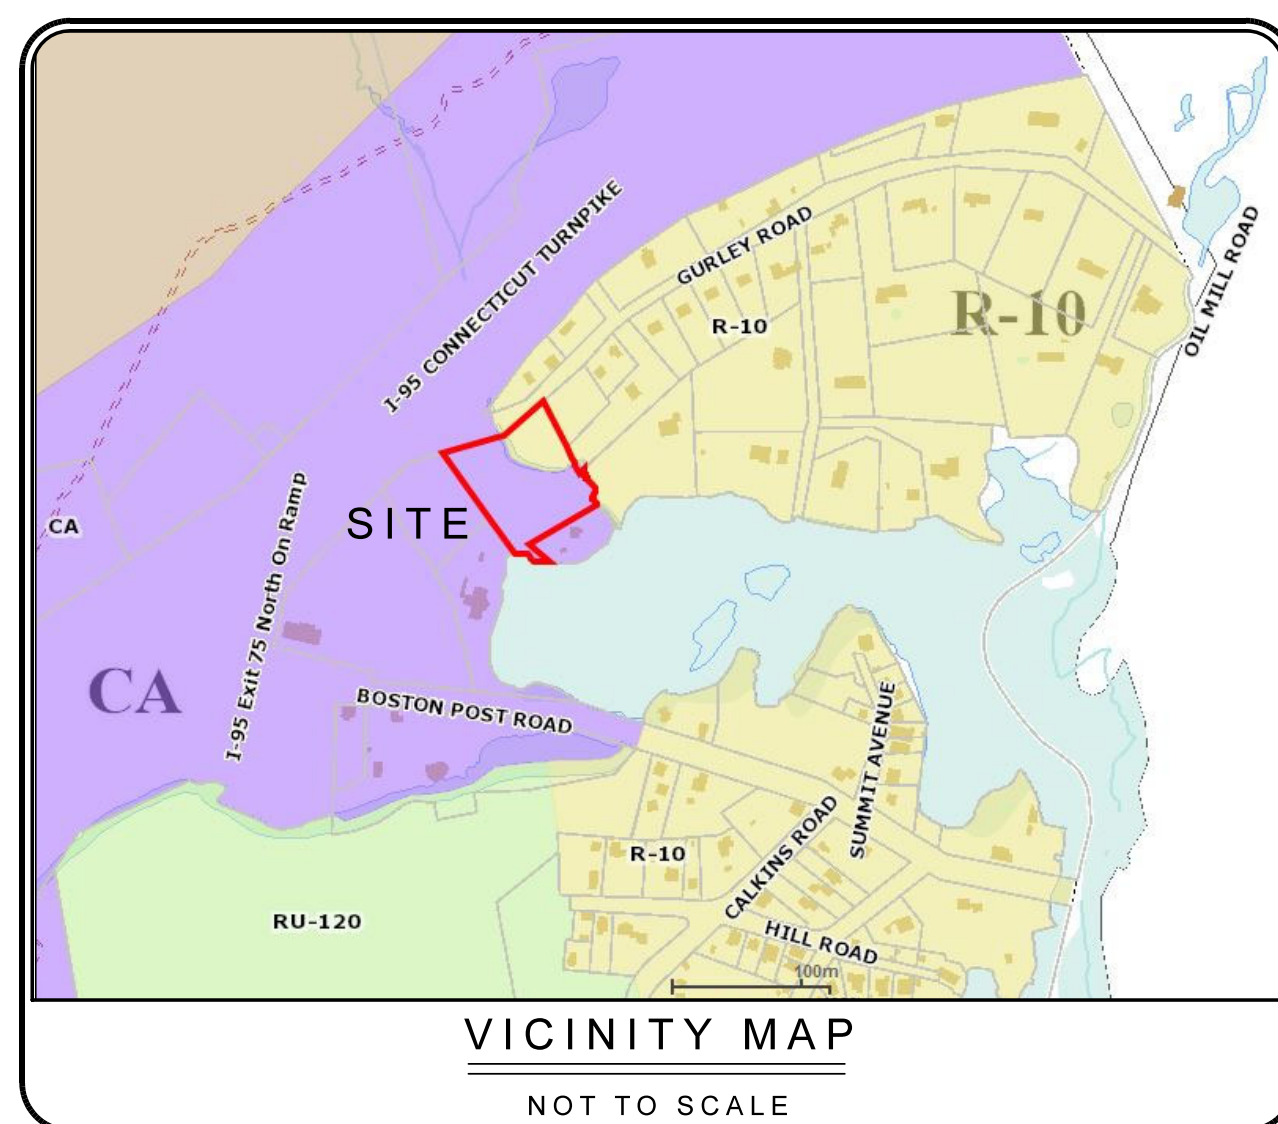 I-95 CONNECTICUT TURNPIKE
GURLEY ROAD
R-10
R-10
OIL MILL ROAD
SITE
CA
I-95 Exit 75 North On Ramp
CA
BOSTON POST ROAD
SUMMIT AVENUE
CALKINS ROAD
R-10
RU-120
HILL ROAD
100m
VICINITY MAP
NOT TO SCALE